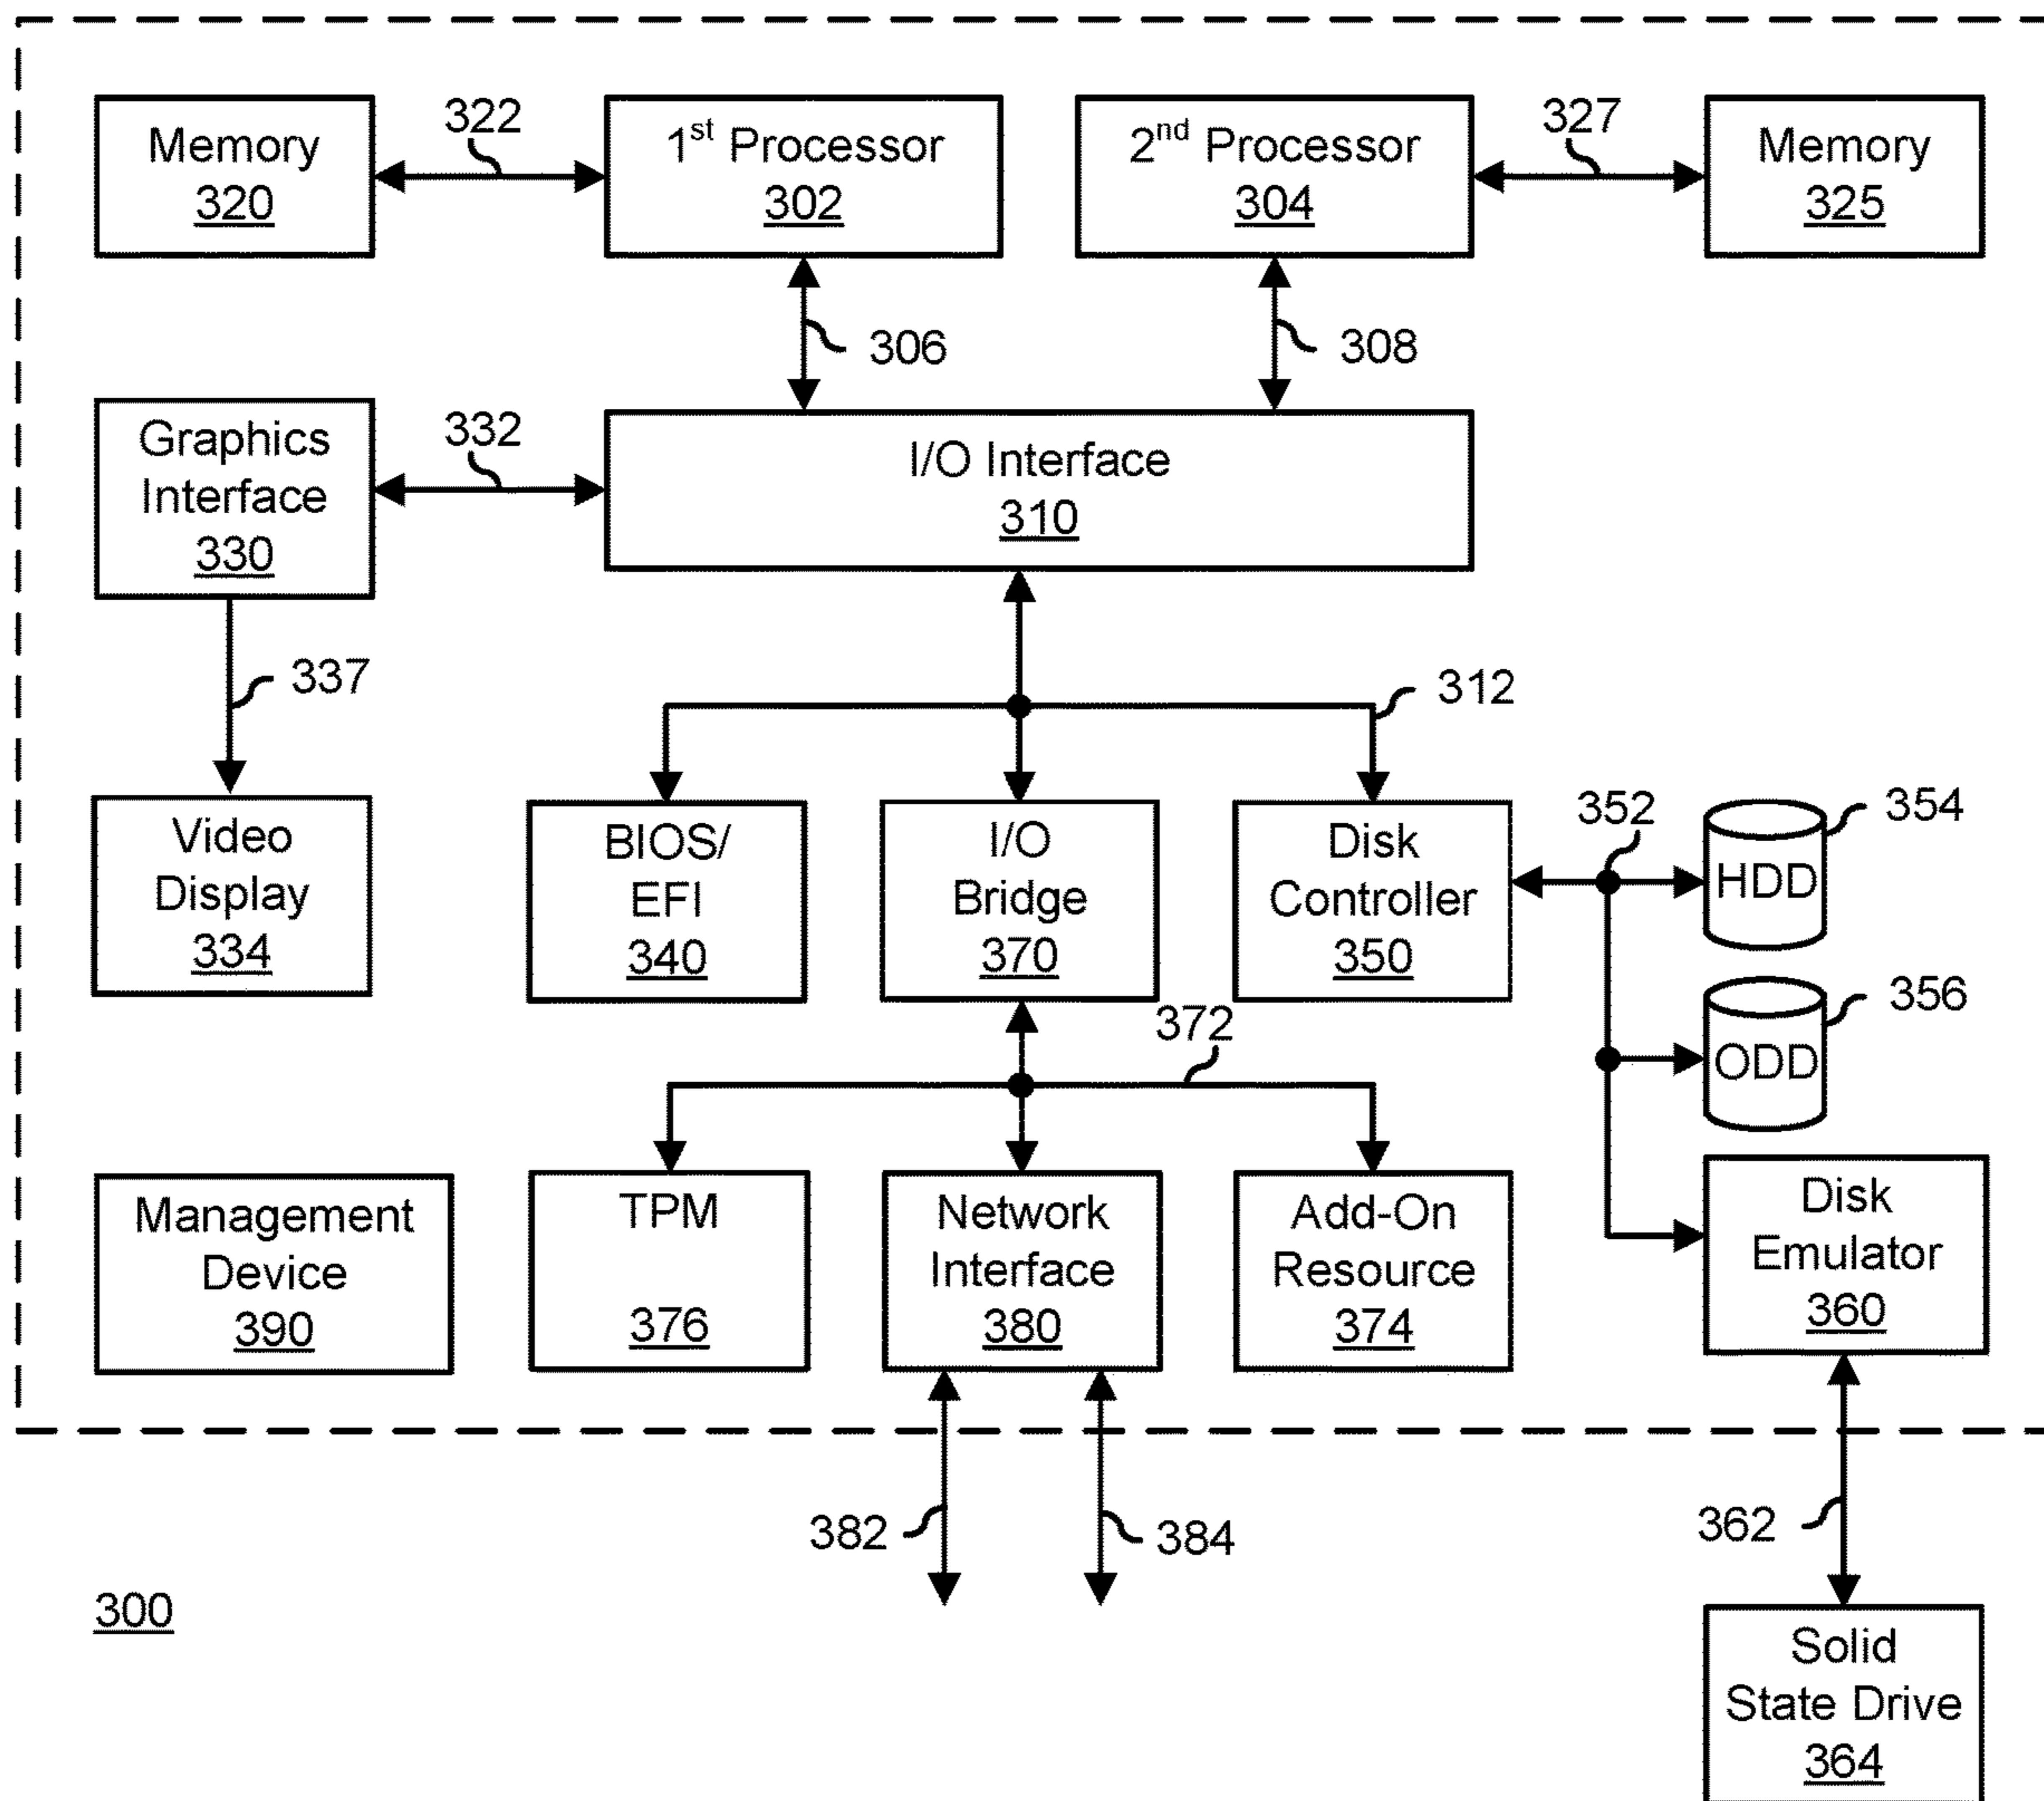 322
327
Memory
320
1st Processor
302
2nd Processor
304
Memory
325
306
308
Graphics
Interface
330
332
I/O Interface
310
337
312
Video
Display
334
BIOS/
EFI
340
I/O
Bridge
370
Disk
Controller
350
352
354
HDD
356
ODD
372
Management
Device
390
TPM
376
Network
Interface
380
Add-On
Resource
374
Disk
Emulator
360
382
384
362
300
Solid
State Drive
364